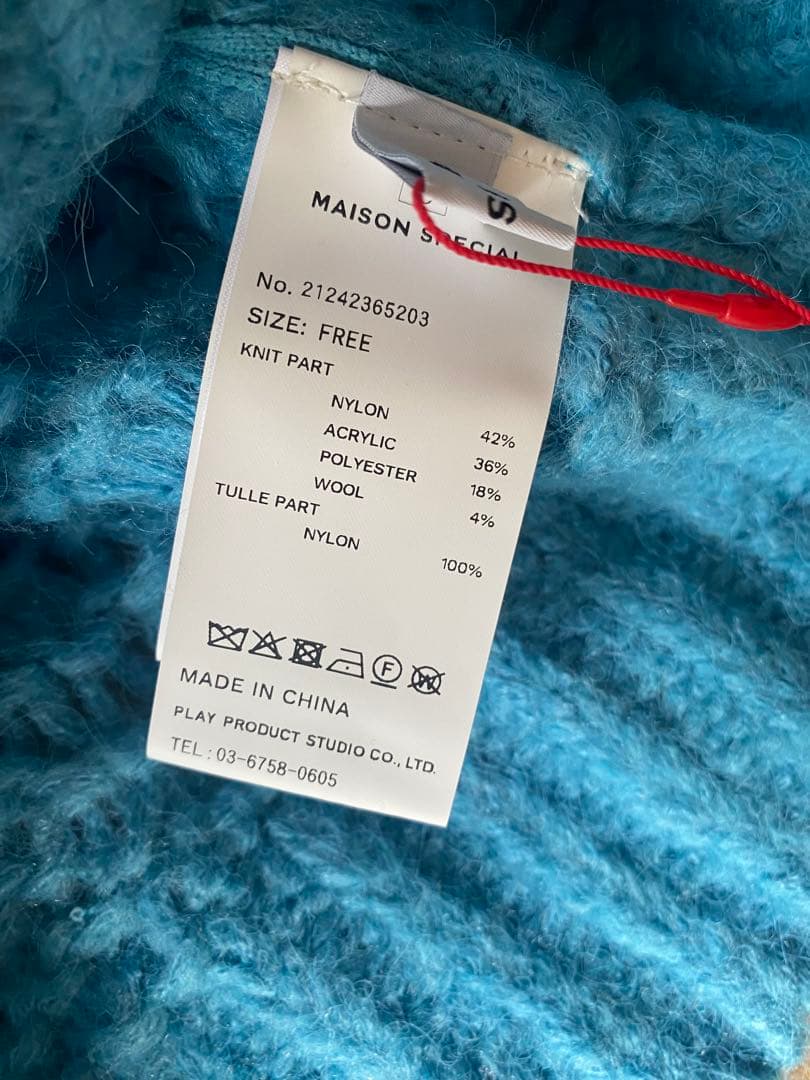 MAISON SPECIAL
No. 21242365203
SIZE: FREE
KNIT PART
NYLON 42%
ACRYLIC 36%
POLYESTER 18%
WOOL 4%
TULLE PART
NYLON 100%
F W
MADE IN CHINA
PLAY PRODUCT STUDIO CO., LTD.
TEL : 03-6758-0605